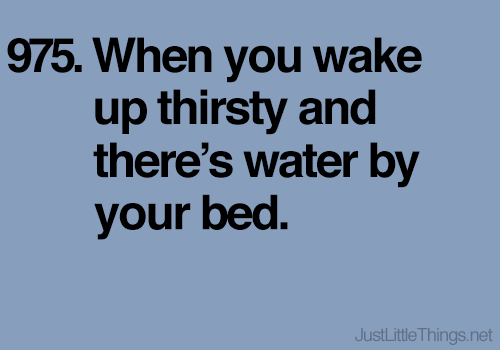 975. When you wake
up thirsty and
there’s water by
your bed.
JustLittleThings.net